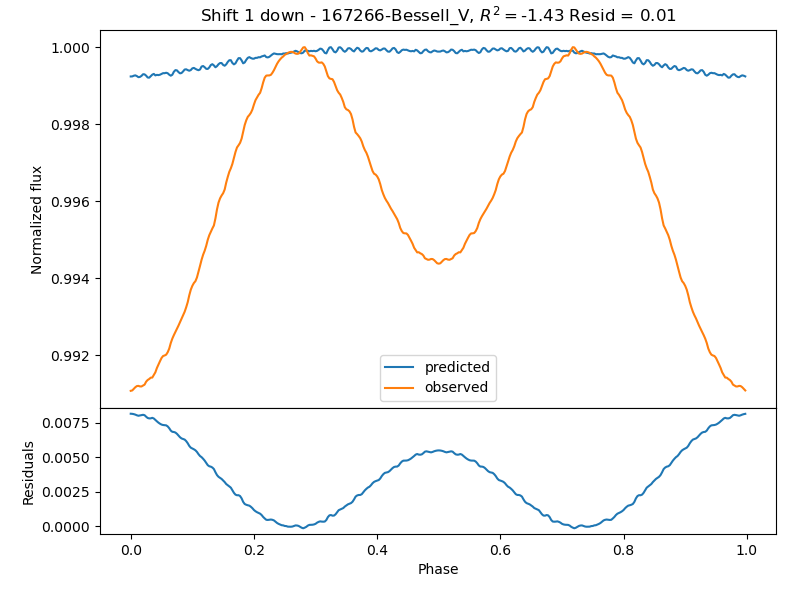 Shift 1 down - 167266-Bessell_V, $R^2$ = -1.43 Resid = 0.01
Normalized flux
1.000
0.998
0.996
0.994
0.992
predicted
observed
Residuals
0.0075
0.0050
0.0025
0.0000
0.0 0.2 0.4 0.6 0.8 1.0
Phase